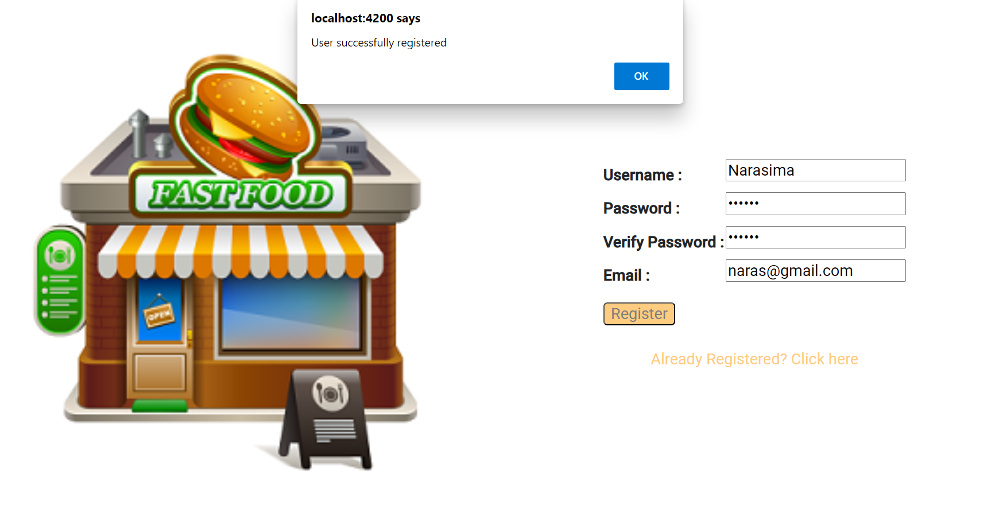 localhost:4200 says
User successfully registered
OK
FAST FOOD
OPEN
Username :
Narasima
Password :
••••••
Verify Password :
••••••
Email :
naras@gmail.com
Register
Already Registered? Click here